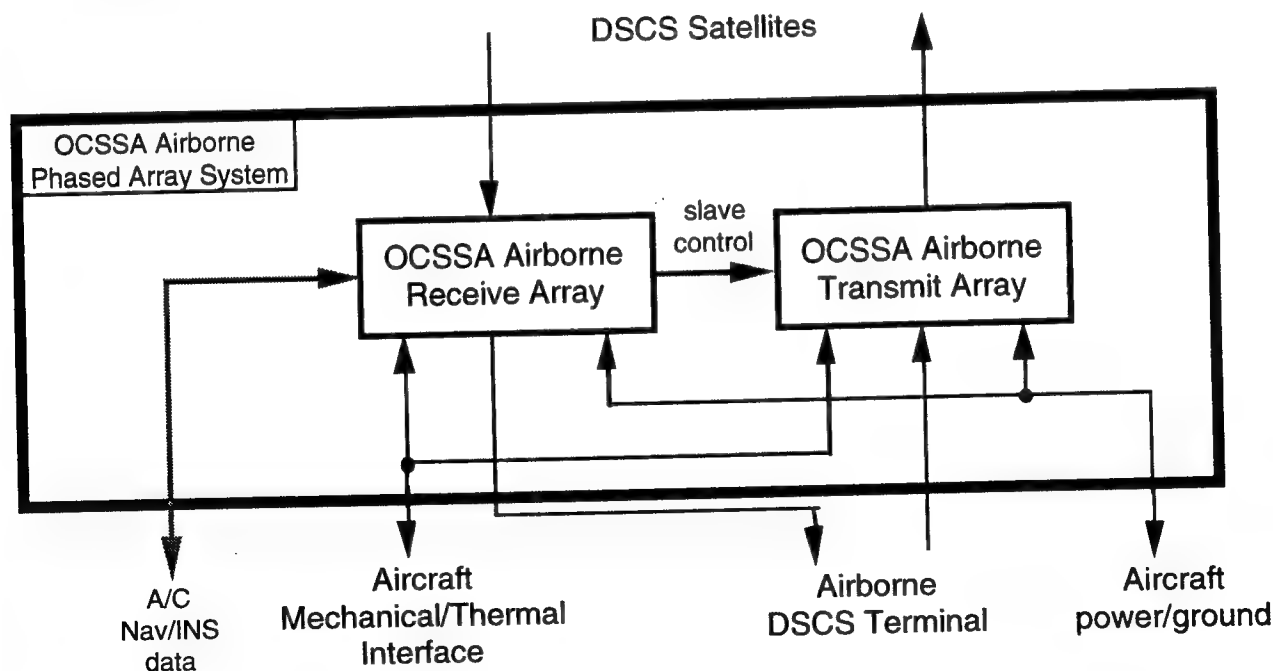 DSCS Satellites
OCSSA Airborne
Phased Array System
OCSSA Airborne
Receive Array
slave
control
OCSSA Airborne
Transmit Array
A/C
Nav/INS
data
Aircraft
Mechanical/Thermal
Interface
Airborne
DSCS Terminal
Aircraft
power/ground